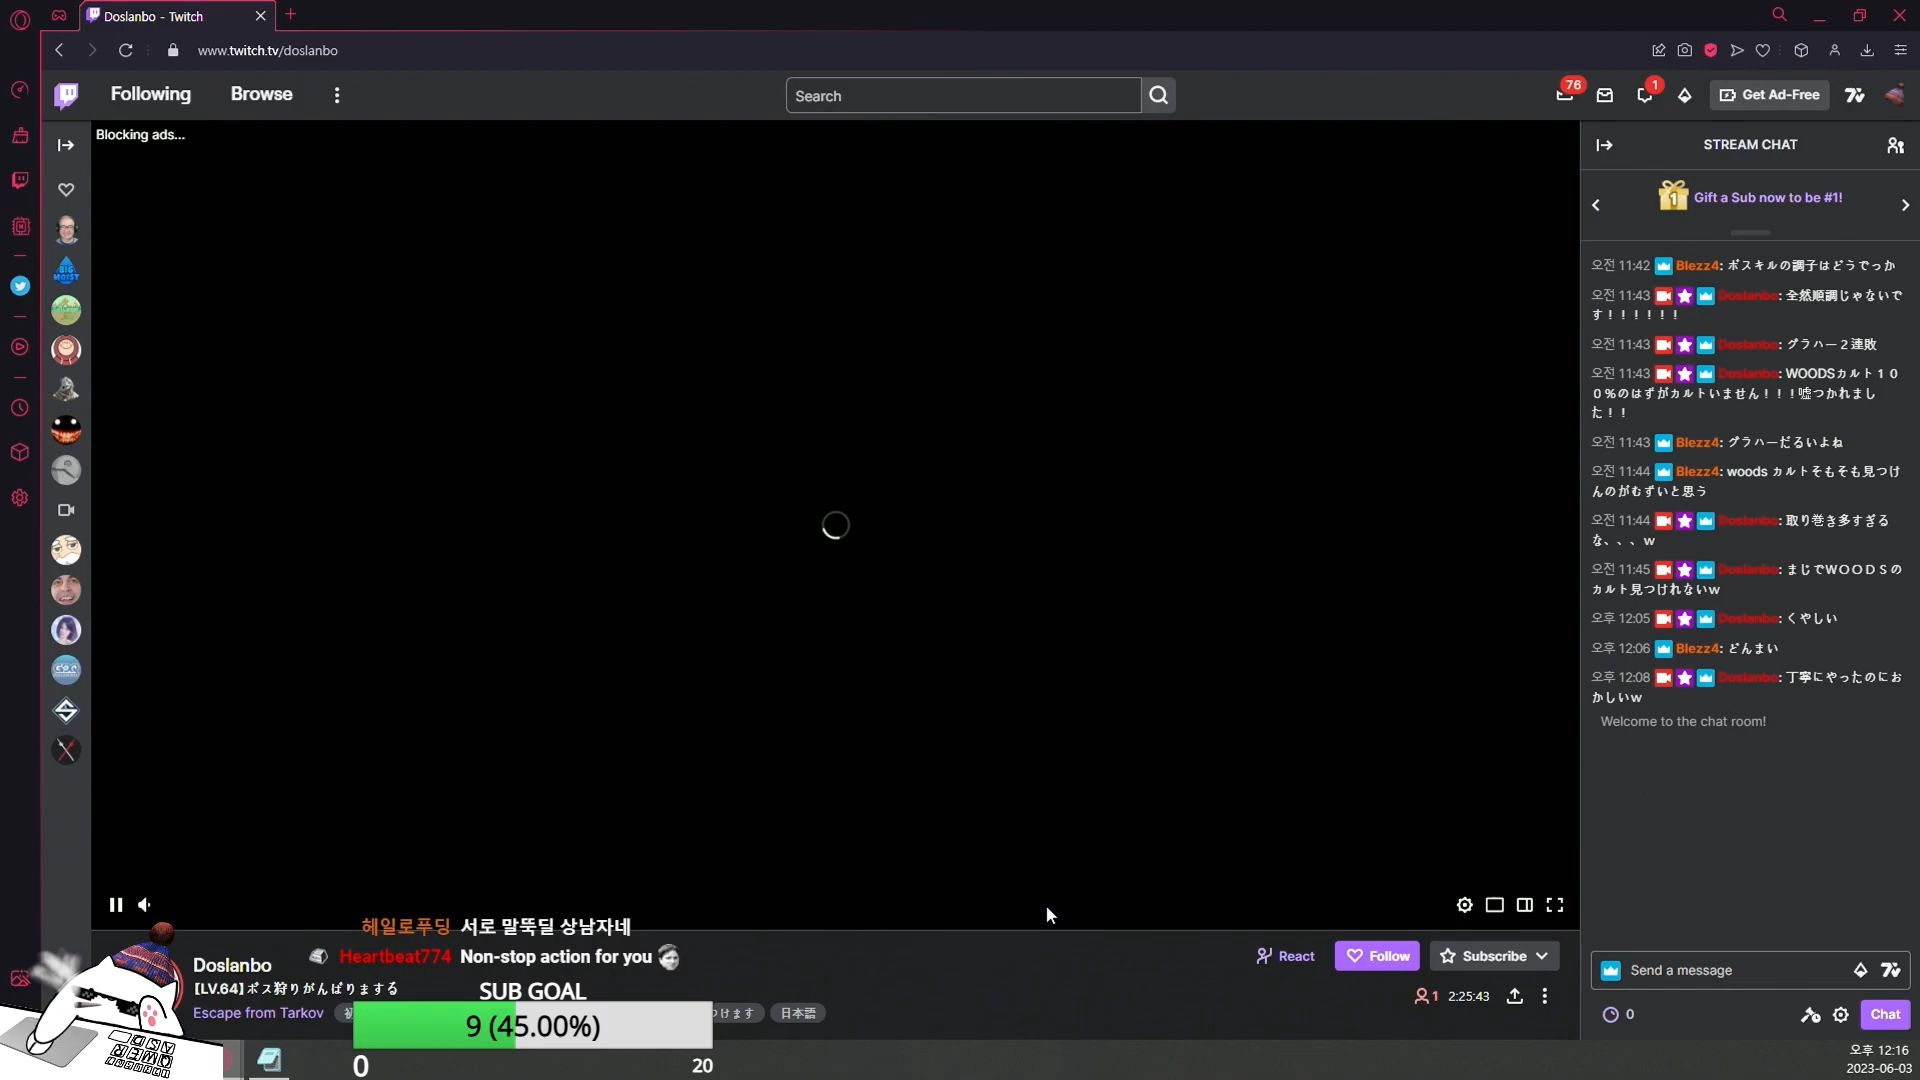 Doslanbo - Twitch
www.twitch.tv/doslanbo
Following
Browse
Search
76
1
Get Ad-Free
Blocking ads...
STREAM CHAT
1
Gift a Sub now to be #1!
오전 11:42 Blezz4: ボスキルの調子はどうでっか
오전 11:43 Doslanbo: 全然順調じゃないで
す！！！！！！
오전 11:43 Doslanbo: グラハー２連敗
오전 11:43 Doslanbo: WOODSカルト１０
０％のはずがカルトいません！！！嘘つかれまし
た！！
오전 11:43 Blezz4: グラハーだるいよね
오전 11:44 Blezz4: woods カルトそもそも見つけ
んのがむずいと思う
오전 11:44 Doslanbo: 取り巻き多すぎる
な、、、w
오전 11:45 Doslanbo: まじでWOODSの
カルト見つけれないw
오후 12:05 Doslanbo: くやしい
오후 12:06 Blezz4: どんまい
오후 12:08 Doslanbo: 丁寧にやったのにお
かしいw
Welcome to the chat room!
BIG
MOIST
헤일로푸딩 서로 말뚝딜 상남자네
Heartbeat774 Non-stop action for you
Doslanbo
[LV.64]ボス狩りがんばりまする
Escape from Tarkov
初
つけます
日本語
SUB GOAL
9 (45.00%)
0
20
React
Follow
Subscribe
1
2:25:43
Send a message
0
Chat
오후 12:16
2023-06-03